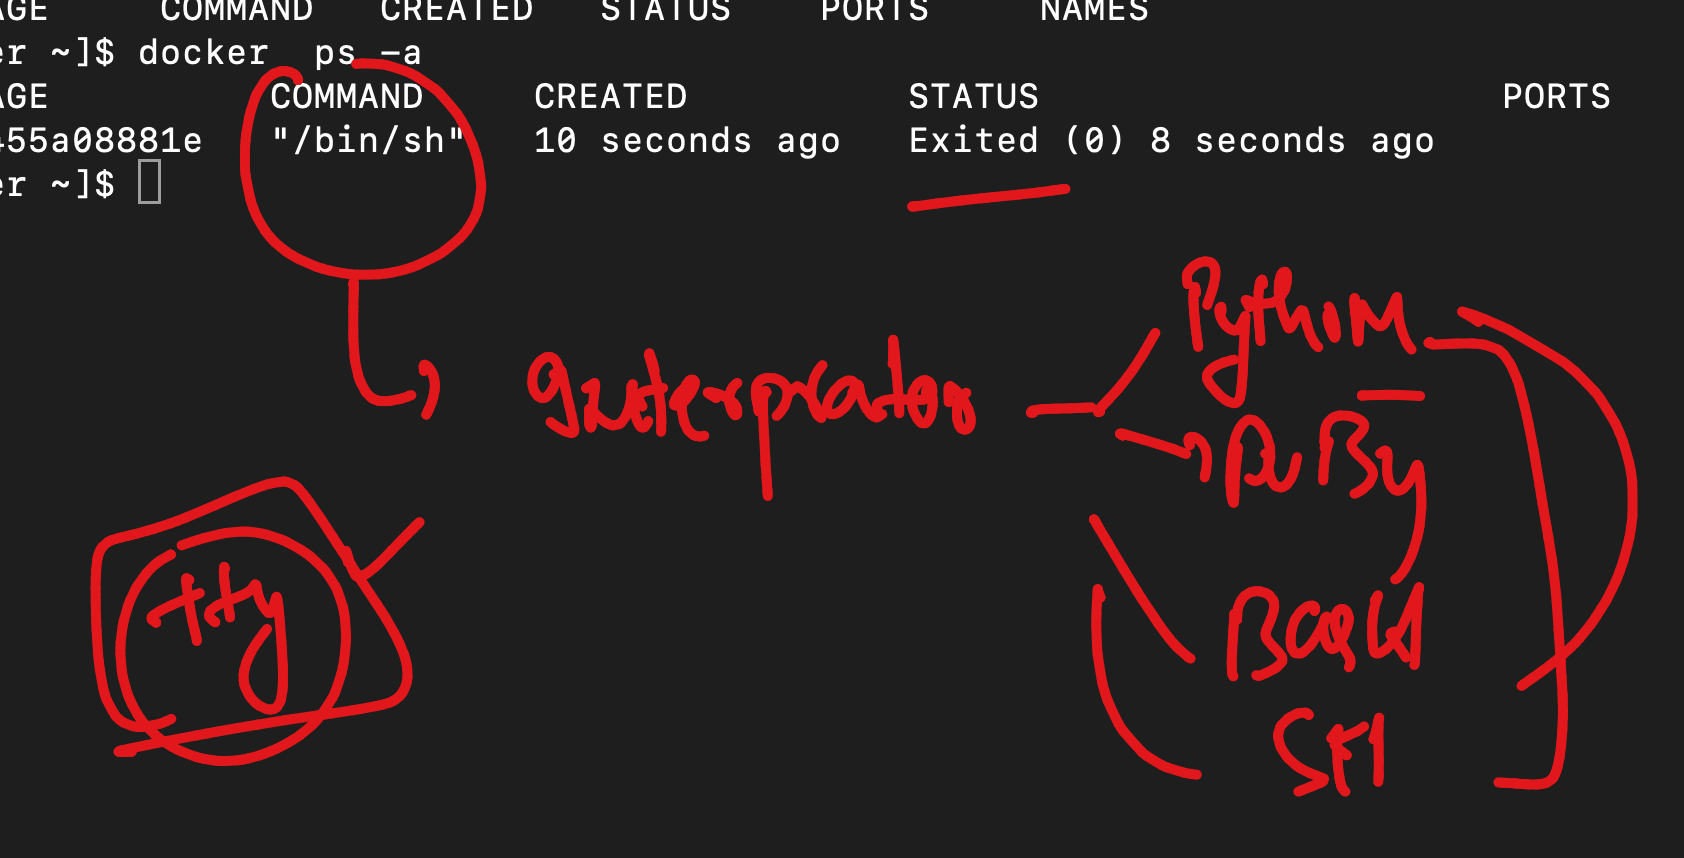 AGE COMMAND CREATED STATUS PORTS NAMES
er ~]$ docker  ps -a
AGE COMMAND CREATED STATUS PORTS
455a08881e "/bin/sh" 10 seconds ago Exited (0) 8 seconds ago
er ~]$
Python
Interprator
RuBy
tty
BasH
SH